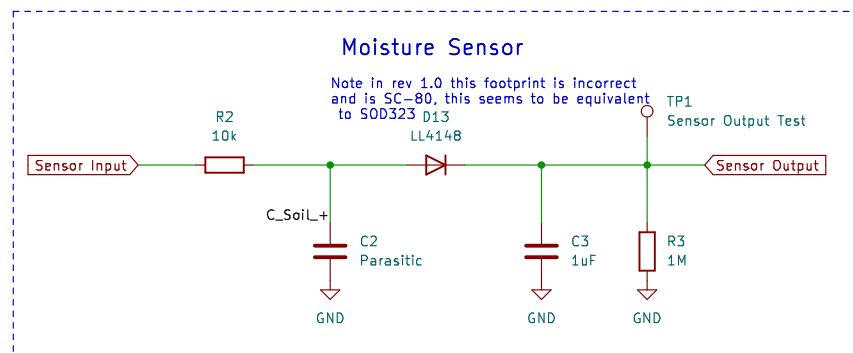 Moisture Sensor
Note in rev 1.0 this footprint is incorrect
and is SC-80, this seems to be equivalent
to SOD323
R2
10k
D13
LL4148
TP1
Sensor Output Test
Sensor Input
Sensor Output
C_Soil_+
C2
Parasitic
C3
1uF
R3
1M
GND
GND
GND